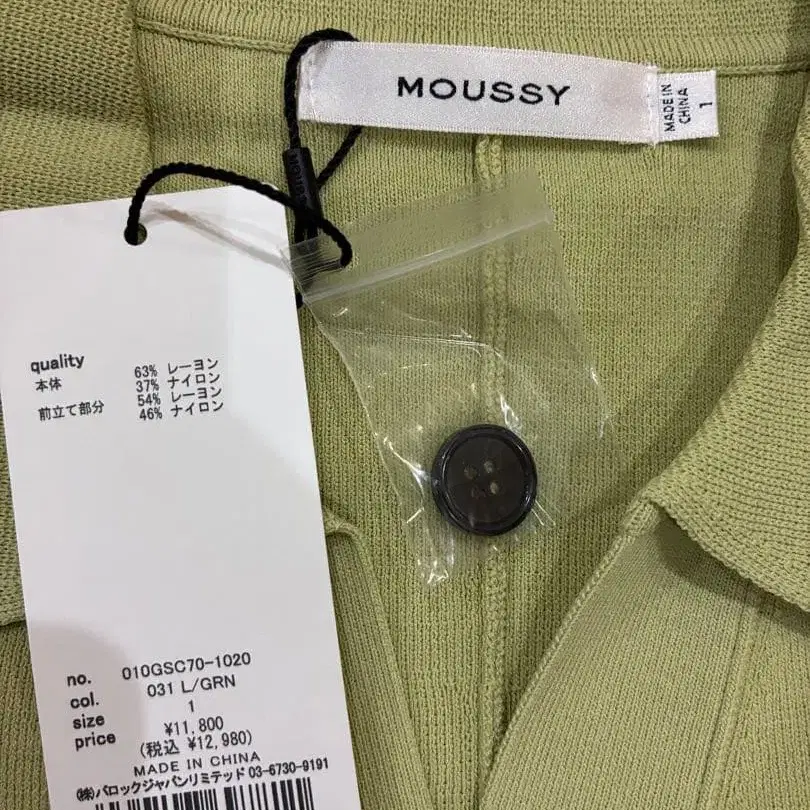 MOUSSY
MADE IN
CHINA
1
quality
本体 63% レーヨン
37% ナイロン
前立て部分 54% レーヨン
46% ナイロン
no. 010GSC70-1020
col. 031 L/GRN
size 1
price ¥11,800
(税込 ¥12,980)
MADE IN CHINA
㈱バロックジャパンリミテッド 03-6730-9191